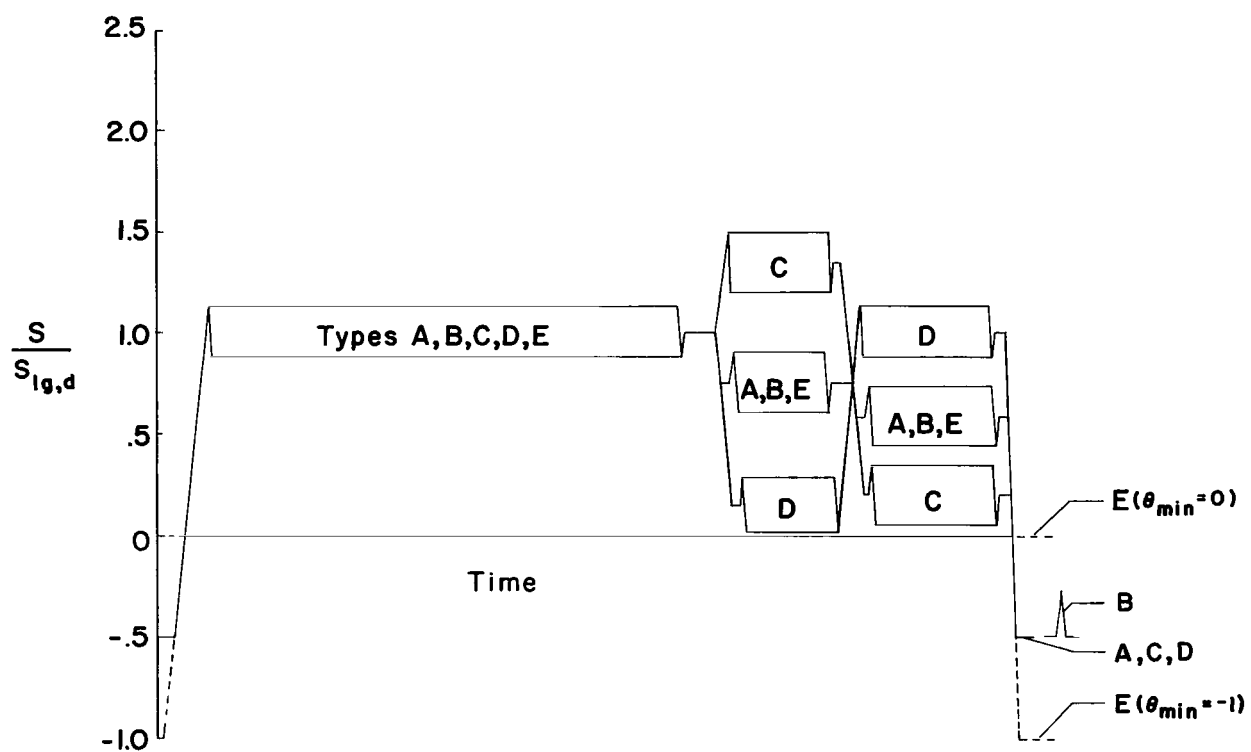 2.5
2.0
1.5
C
S
S1g,d
1.0
Types A,B,C,D,E
D
A,B,E
A,B,E
.5
D
C
E(θmin=0)
0
Time
B
-.5
A,C,D
E(θmin=-1)
-1.0